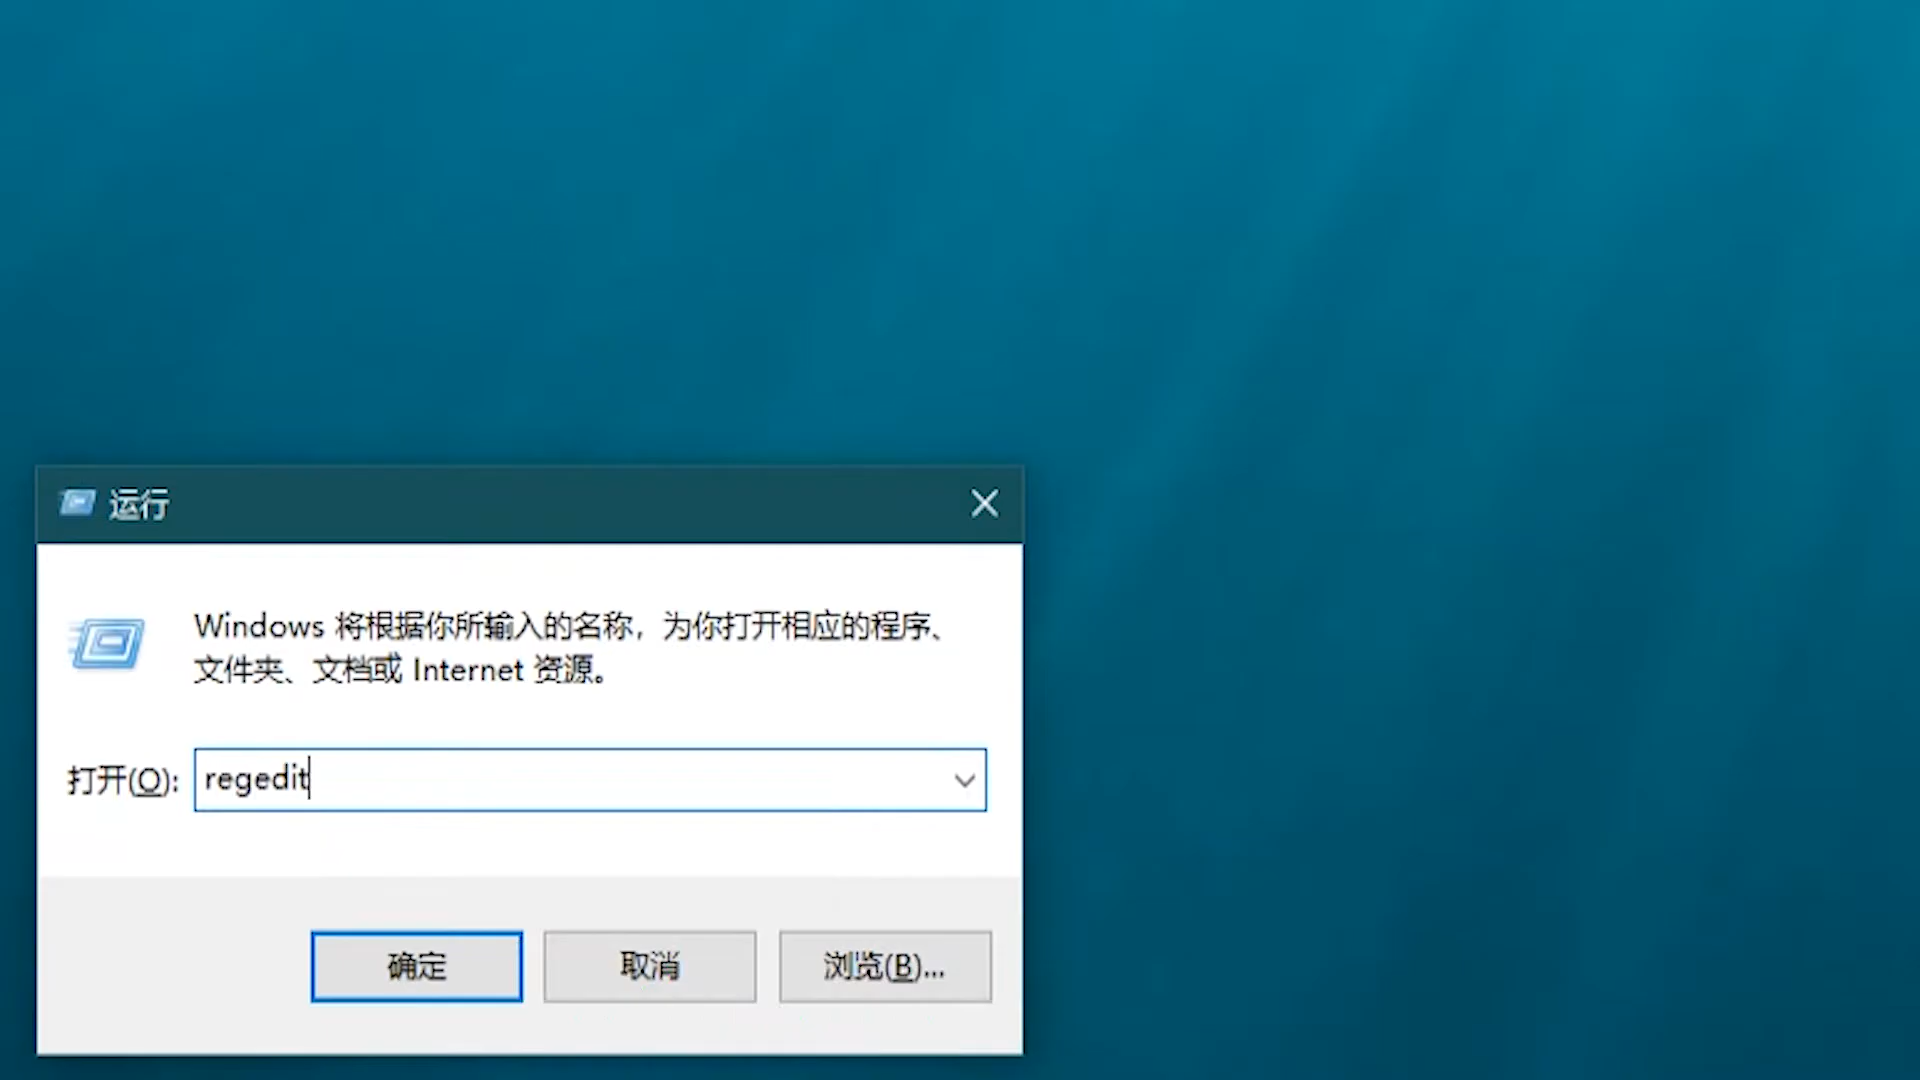 运行
Windows 将根据你所输入的名称，为你打开相应的程序、
文件夹、文档或 Internet 资源。
打开(O): regedit
确定 取消 浏览(B)...